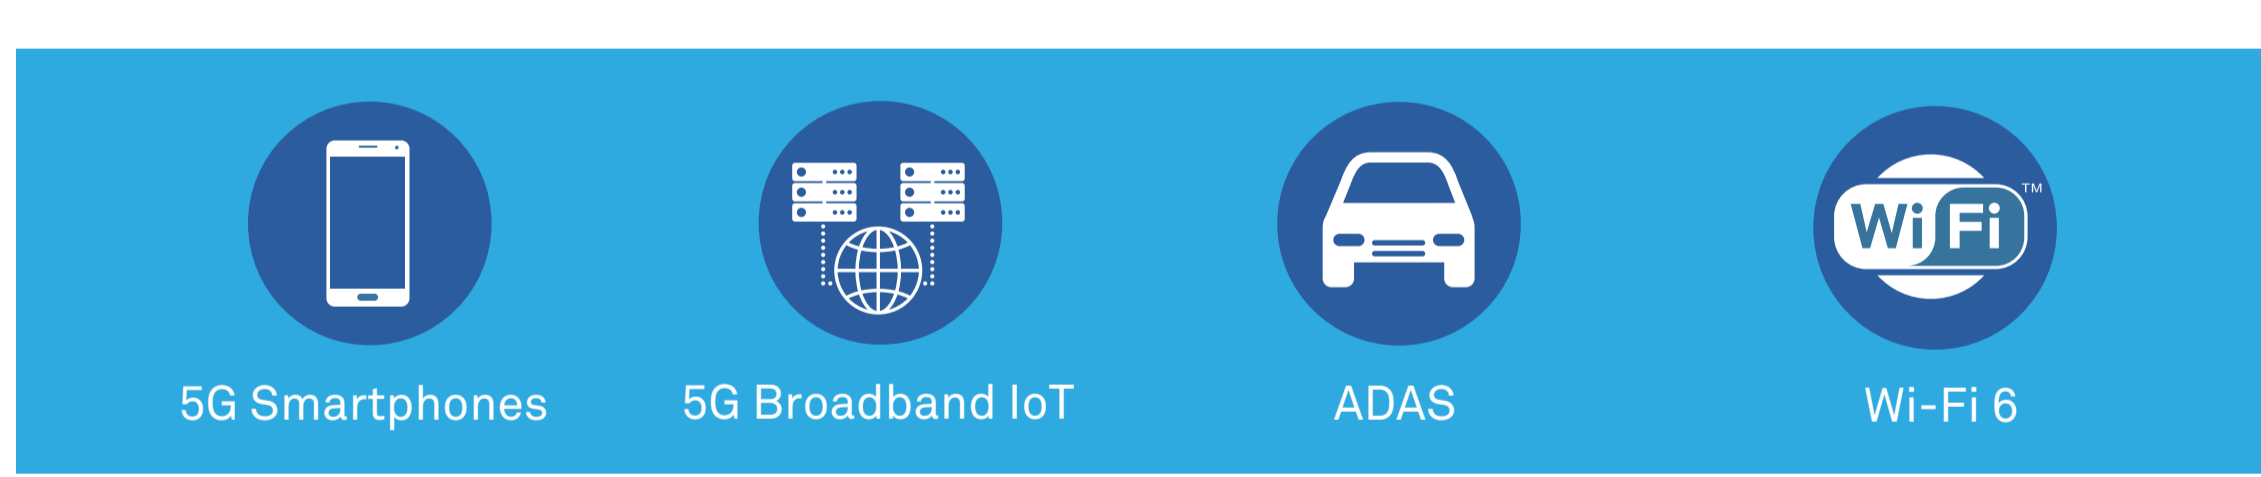 WiFi™
5G Smartphones
5G Broadband IoT
ADAS
Wi-Fi 6